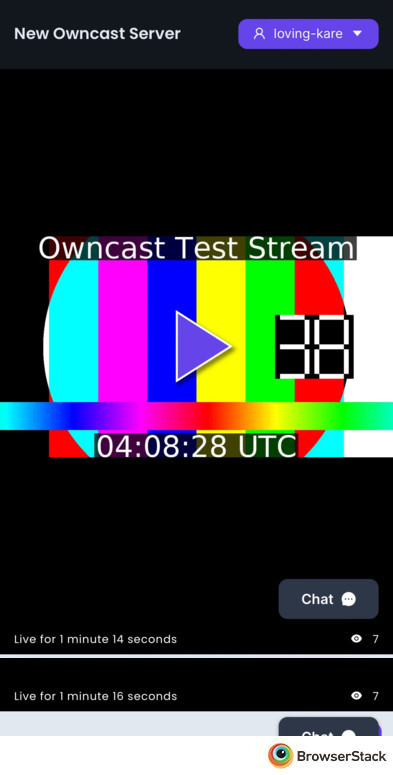 New Owncast Server
loving-kare
Owncast Test Stream
04:08:28 UTC
Chat
Live for 1 minute 14 seconds 7
Live for 1 minute 16 seconds 7
Chat
BrowserStack